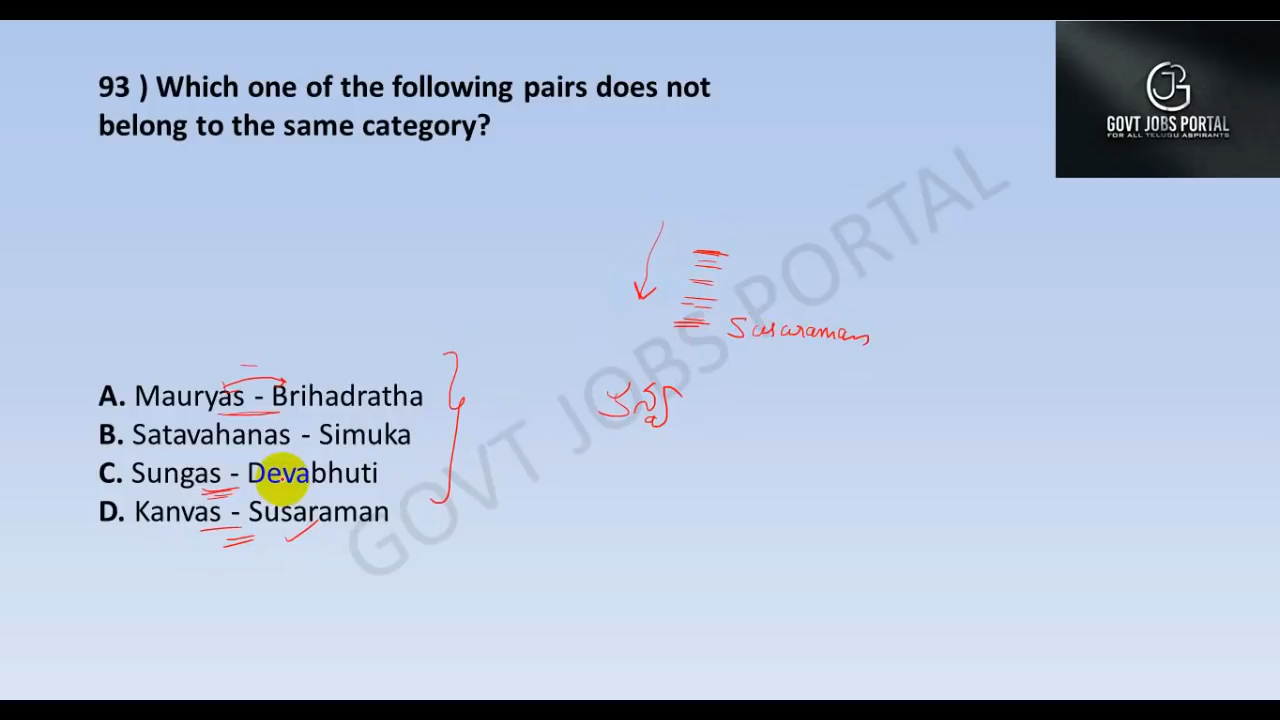 93 ) Which one of the following pairs does not
belong to the same category?
GJP
GOVT JOBS PORTAL
FOR ALL TELUGU ASPIRANTS
GOVT JOBS PORTAL
Susaraman
A. Mauryas - Brihadratha
B. Satavahanas - Simuka
C. Sungas - Devabhuti
D. Kanvas - Susaraman